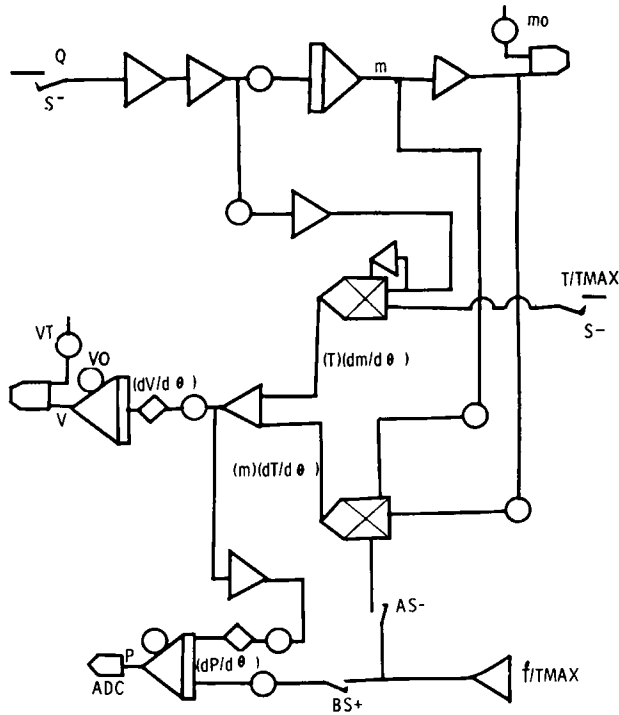 mo
Q
m
S-
T/TMAX
S-
VT
VO
(dV/dθ)
V
(T)(dm/dθ)
(m)(dT/dθ)
AS-
P
(dP/dθ)
ADC
BS+
f/TMAX